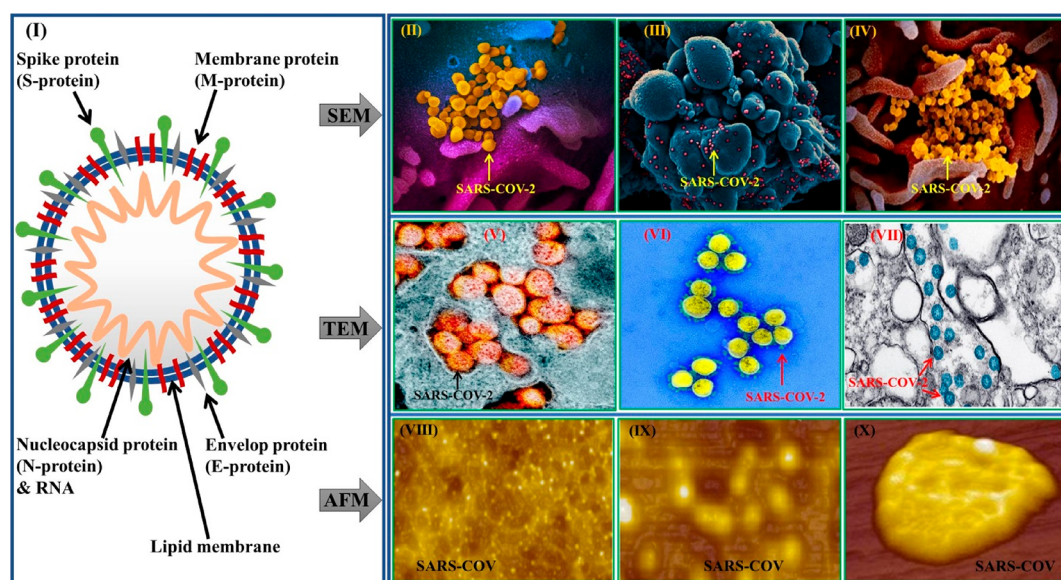 (I)
Spike protein
(S-protein)
Membrane protein
(M-protein)
Nucleocapsid protein
(N-protein)
& RNA
Envelop protein
(E-protein)
Lipid membrane
SEM
(II)
SARS-COV-2
(III)
SARS-COV-2
(IV)
SARS-COV-2
TEM
(V)
SARS-COV-2
(VI)
SARS-COV-2
(VII)
SARS-COV-2
AFM
(VIII)
SARS-COV
(IX)
SARS-COV
(X)
SARS-COV